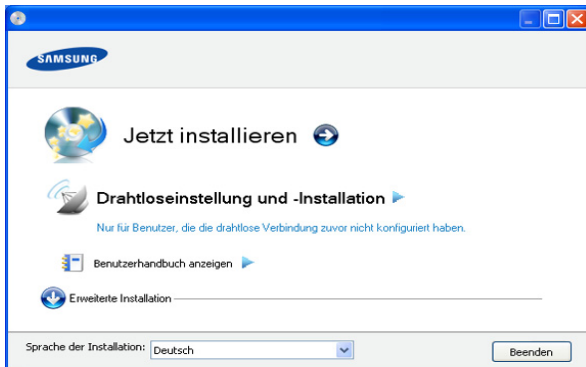 SAMSUNG
Jetzt installieren
Drahtloseinstellung und -Installation
Nur für Benutzer, die die drahtlose Verbindung zuvor nicht konfiguriert haben.
Benutzerhandbuch anzeigen
Erweiterte Installation
Sprache der Installation: Deutsch
Beenden